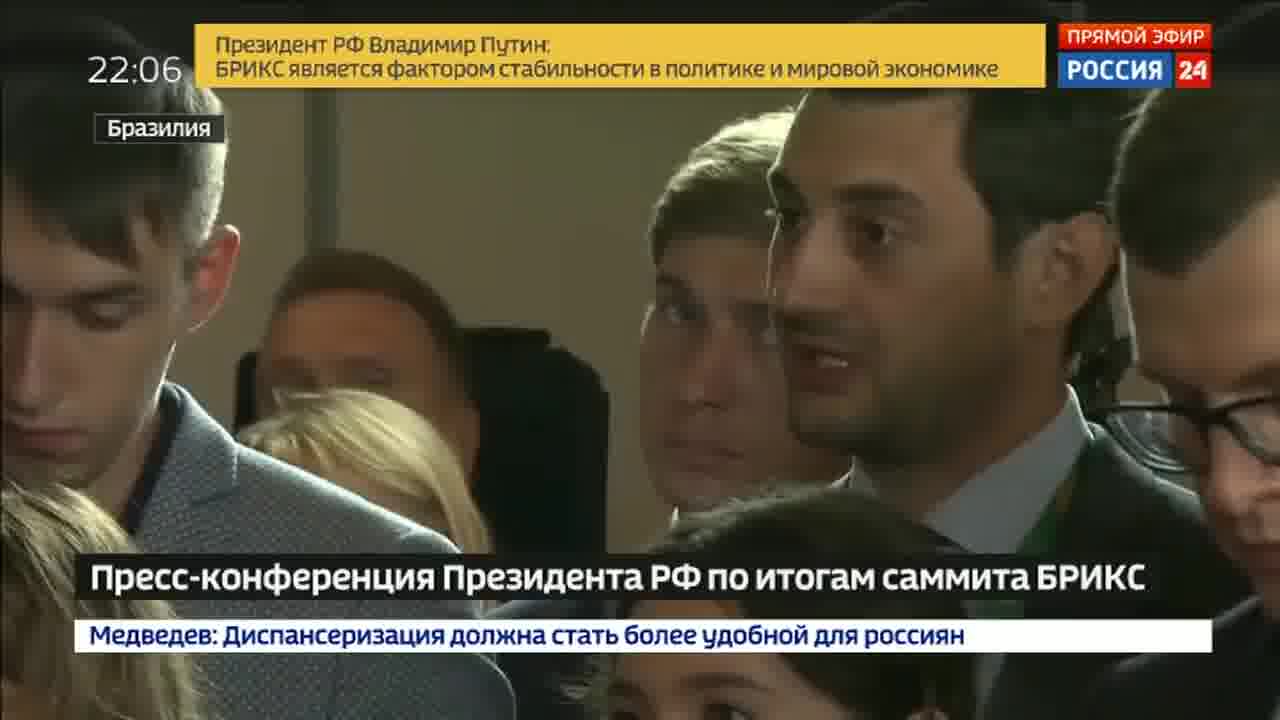 22:06
Президент РФ Владимир Путин:
БРИКС является фактором стабильности в политике и мировой экономике
ПРЯМОЙ ЭФИР
РОССИЯ 24
Бразилия
Пресс-конференция Президента РФ по итогам саммита БРИКС
Медведев: Диспансеризация должна стать более удобной для россиян